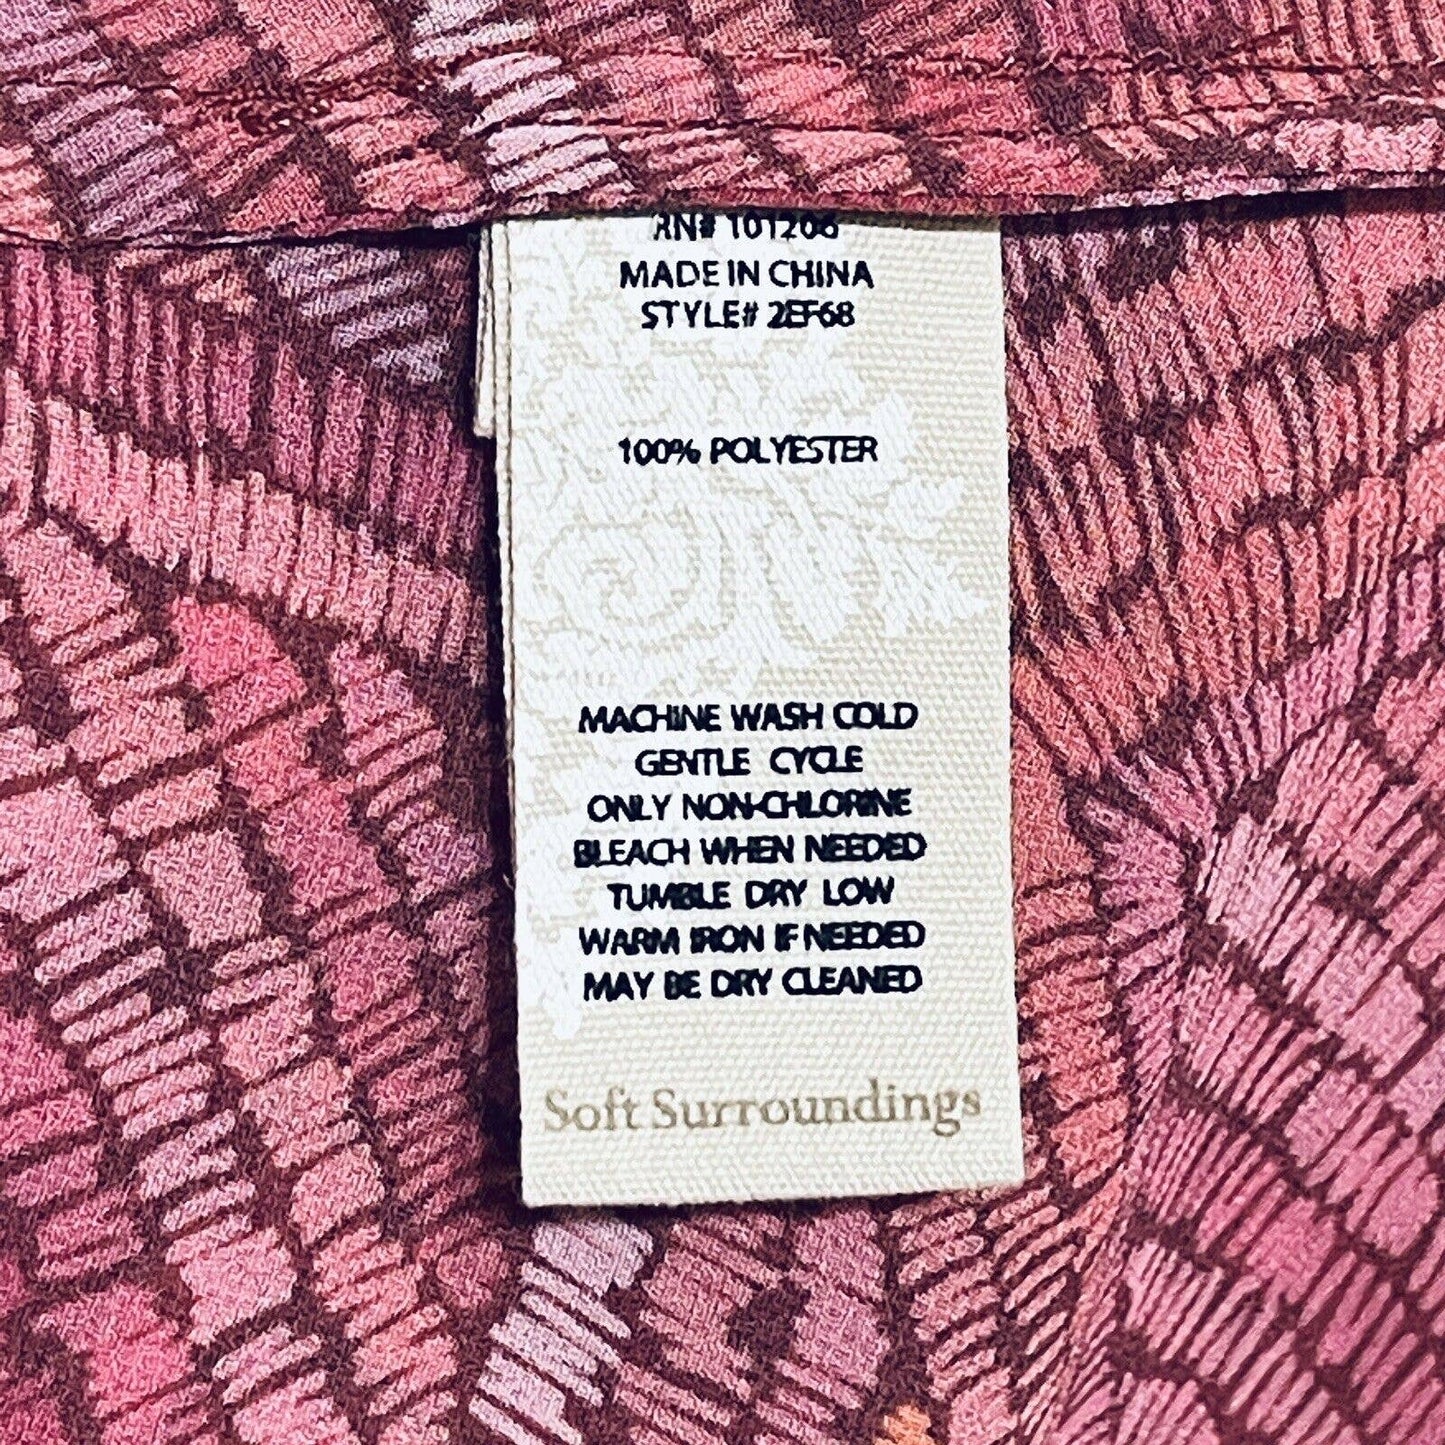 RN# 101206
MADE IN CHINA
STYLE# 2EF68
100% POLYESTER
MACHINE WASH COLD
GENTLE CYCLE
ONLY NON-CHLORINE
BLEACH WHEN NEEDED
TUMBLE DRY LOW
WARM IRON IF NEEDED
MAY BE DRY CLEANED
Soft Surroundings